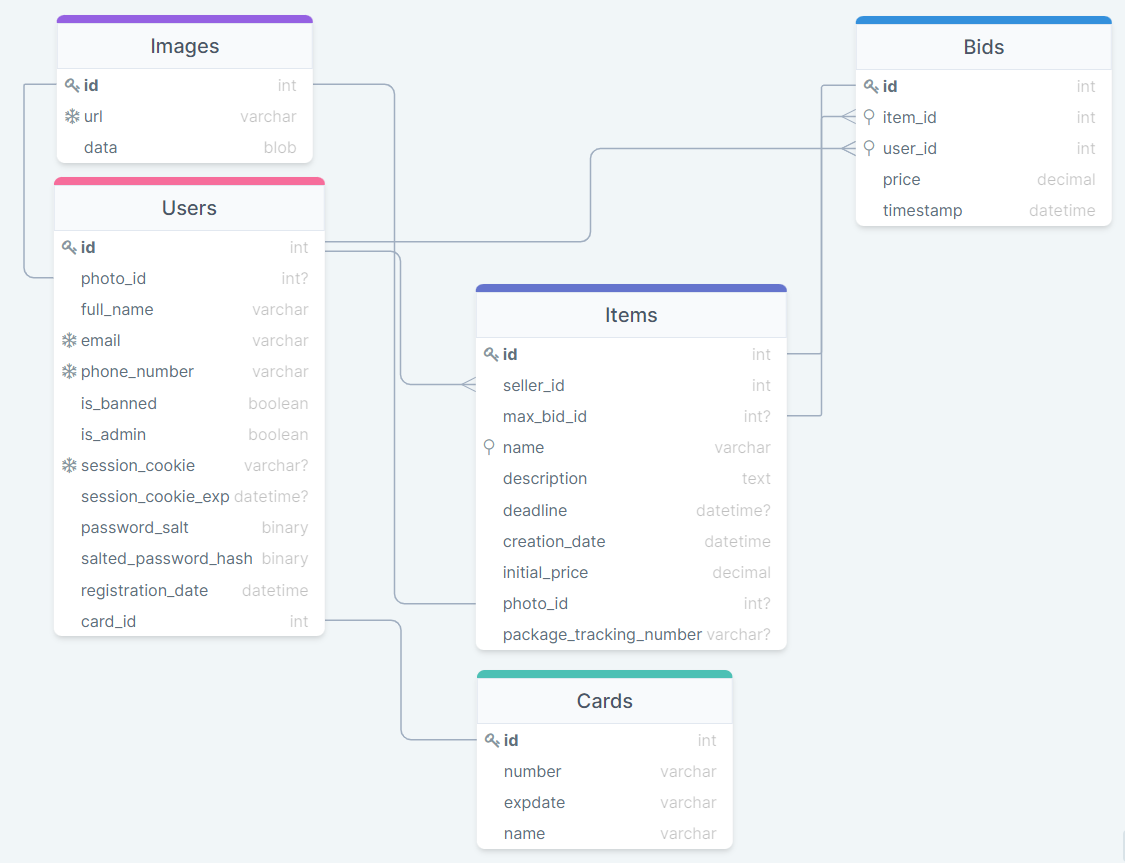 Images
id int
url varchar
data blob
Users
id int
photo_id int?
full_name varchar
email varchar
phone_number varchar
is_banned boolean
is_admin boolean
session_cookie varchar?
session_cookie_exp datetime?
password_salt binary
salted_password_hash binary
registration_date datetime
card_id int
Items
id int
seller_id int
max_bid_id int?
name varchar
description text
deadline datetime?
creation_date datetime
initial_price decimal
photo_id int?
package_tracking_number varchar?
Cards
id int
number varchar
expdate varchar
name varchar
Bids
id int
item_id int
user_id int
price decimal
timestamp datetime